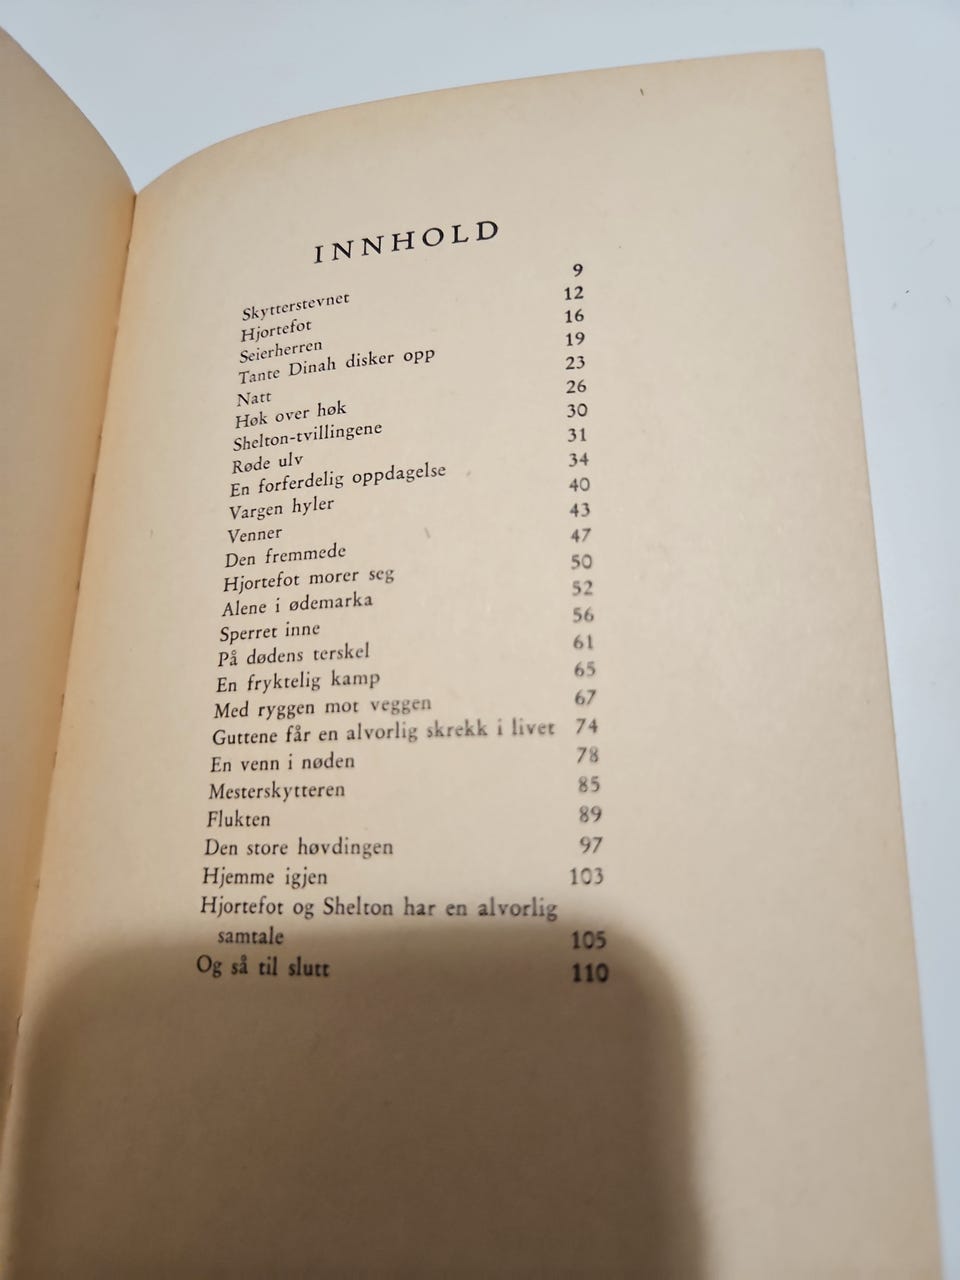 INNHOLD
Skytterstevnet 9
Hjortefot 12
Seierherren 16
Tante Dinah disker opp 19
Natt 23
Høk over høk 26
Shelton-tvillingene 30
Røde ulv 31
En forferdelig oppdagelse 34
Vargen hyler 40
Venner 43
Den fremmede 47
Hjortefot morer seg 50
Alene i ødemarka 52
Sperret inne 56
På dødens terskel 61
En fryktelig kamp 65
Med ryggen mot veggen 67
Guttene får en alvorlig skrekk i livet 74
En venn i nøden 78
Mesterskytteren 85
Flukten 89
Den store høvdingen 97
Hjemme igjen 103
Hjortefot og Shelton har en alvorlig
samtale 105
Og så til slutt 110